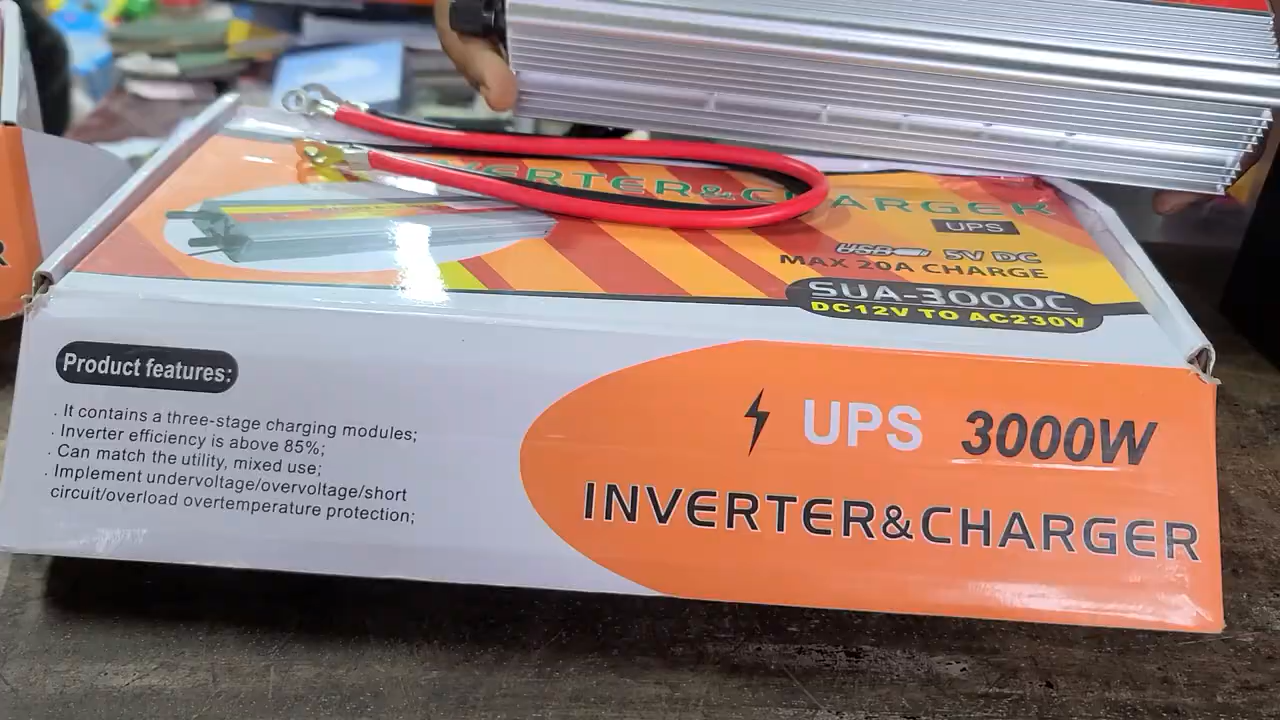 INVERTER&CHARGER
UPS
USB 5V DC
MAX 20A CHARGE
SUA-3000C
DC12V TO AC230V
Product features:
. It contains a three-stage charging modules;
. Inverter efficiency is above 85%;
. Can match the utility, mixed use;
. Implement undervoltage/overvoltage/short
circuit/overload overtemperature protection;
UPS 3000W
INVERTER&CHARGER
R